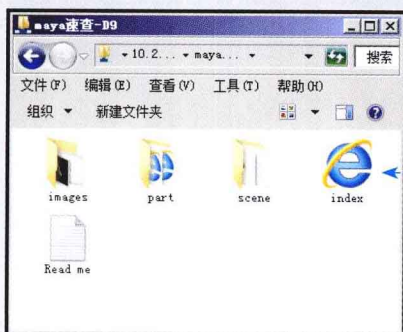 maya速查-D9
10.2... maya... 搜索
文件(F) 编辑(E) 查看(V) 工具(T) 帮助(H)
组织 新建文件夹
images part scene index
Read me